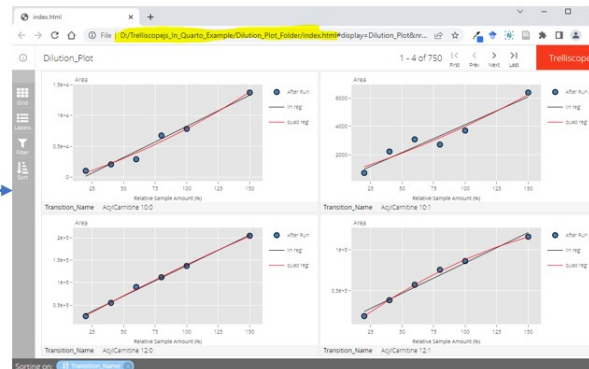 index.html
File D:/Trelliscopejs_In_Quarto_Example/Dilution_Plot_Folder/index.html#display=Dilution_Plot&nr...
Dilution_Plot 1 - 4 of 750 First Prev Next Last Trelliscope
Grid
Labels
Filter
Sort
Area
1.5e+4
1e+4
0.5e+4
0
25 50 75 100 125 150
Relative Sample Amount (%)
After Run
lin reg
quad reg
Transition_Name AcylCarnitine 10:0
Area
6000
4000
2000
25 50 75 100 125 150
Relative Sample Amount (%)
After Run
lin reg
quad reg
Transition_Name AcylCarnitine 10:1
Area
2e+5
1.5e+5
1e+5
0.5e+5
25 50 75 100 125 150
Relative Sample Amount (%)
After Run
lin reg
quad reg
Transition_Name AcylCarnitine 12:0
Area
1e+5
0.5e+5
25 50 75 100 125 150
Relative Sample Amount (%)
After Run
lin reg
quad reg
Transition_Name AcylCarnitine 12:1
Sorting on: Transition_Name